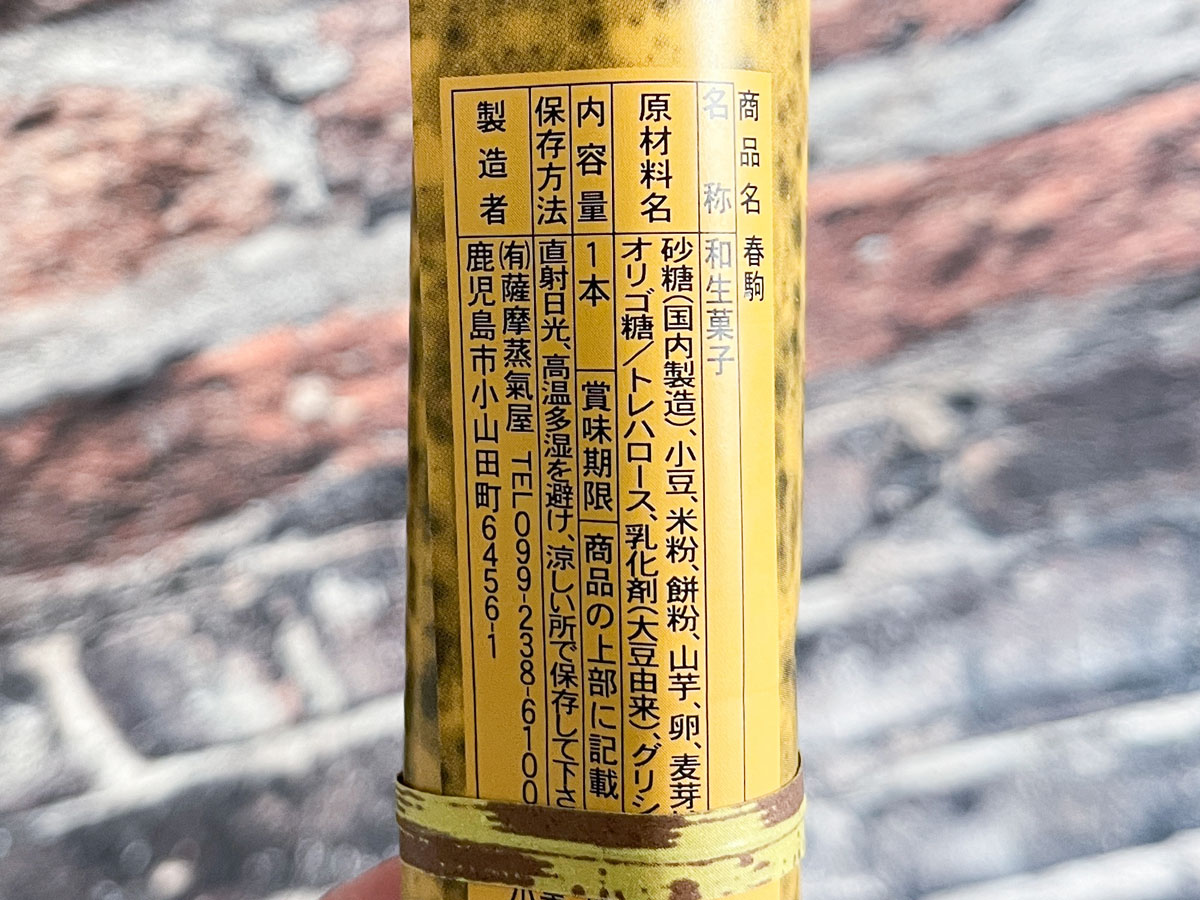 商品名 春駒
名称 和生菓子
原材料名 砂糖(国内製造)、小豆、米粉、餅粉、山芋、卵、麦芽
オリゴ糖/トレハロース、乳化剤(大豆由来)、グリシ
内容量 1本 賞味期限 商品の上部に記載
保存方法 直射日光、高温多湿を避け、涼しい所で保存して下さ
製造者 (有)薩摩蒸氣屋 TEL099-238-6100
鹿児島市小山田町6456-1